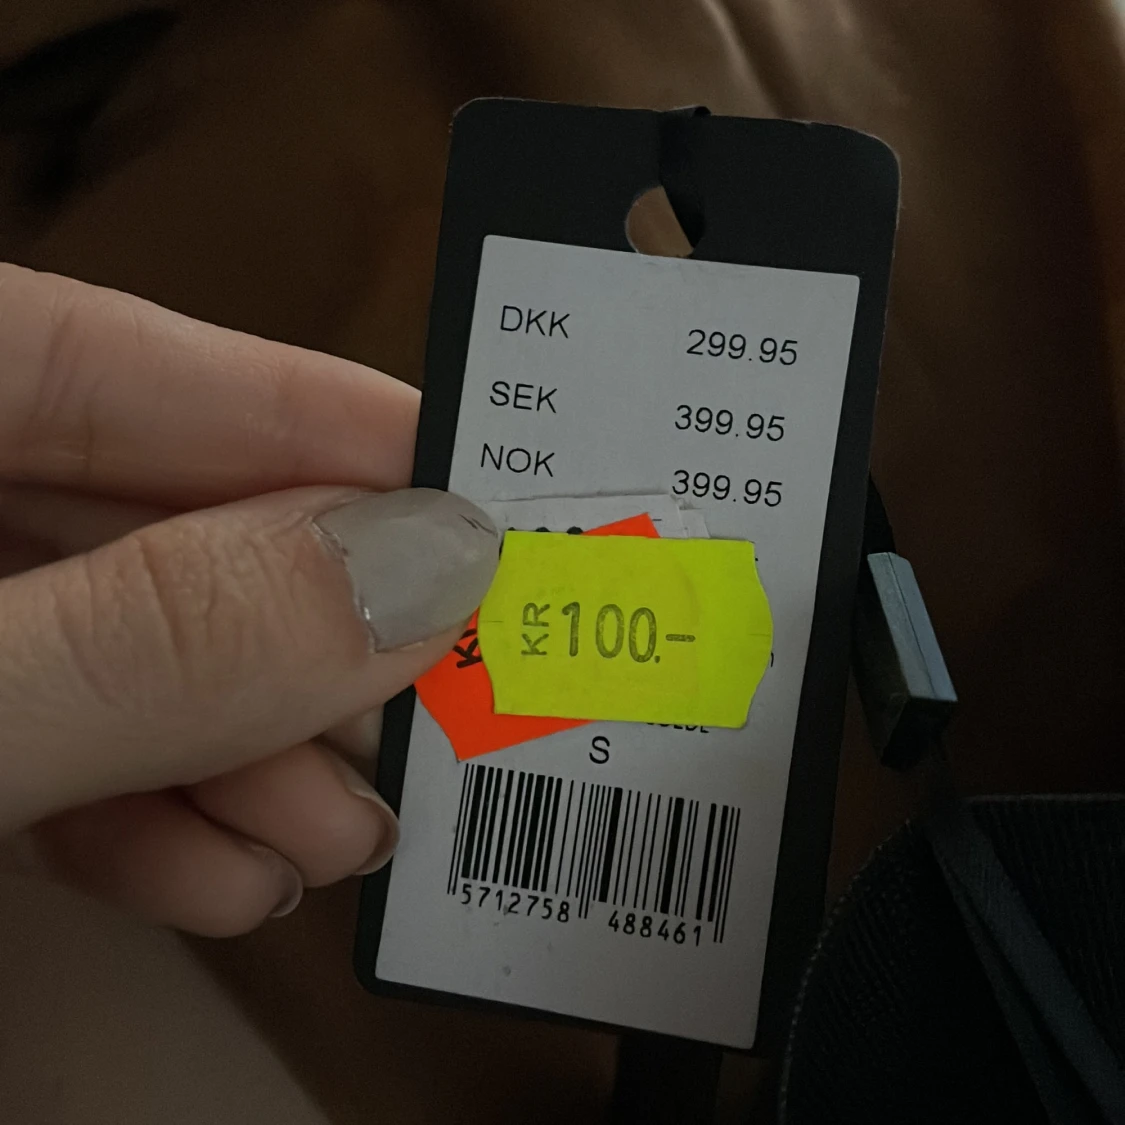 DKK 299.95
SEK 399.95
NOK 399.95
KR 100.-
S
5712758 488461